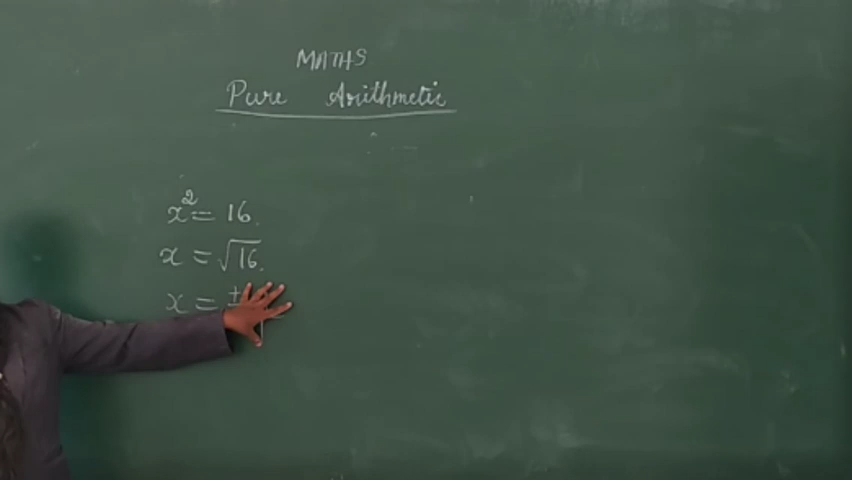 MATHS
Pure Arithmetic
x² = 16
x = √16
x = ±